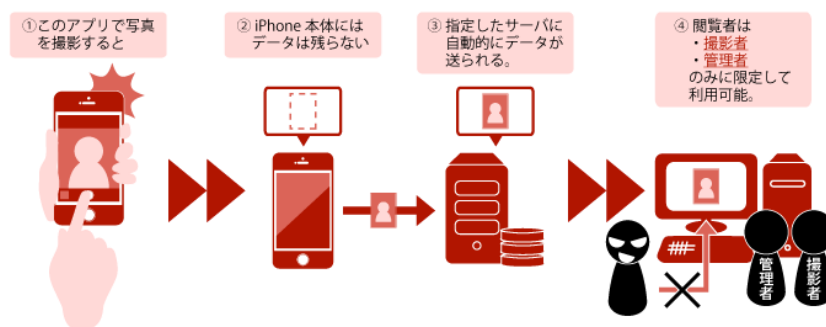 ①このアプリで写真
を撮影すると
② iPhone 本体には
データは残らない
③ 指定したサーバに
自動的にデータが
送られる。
④ 閲覧者は
・撮影者
・管理者
のみに限定して
利用可能。
管理者
撮影者